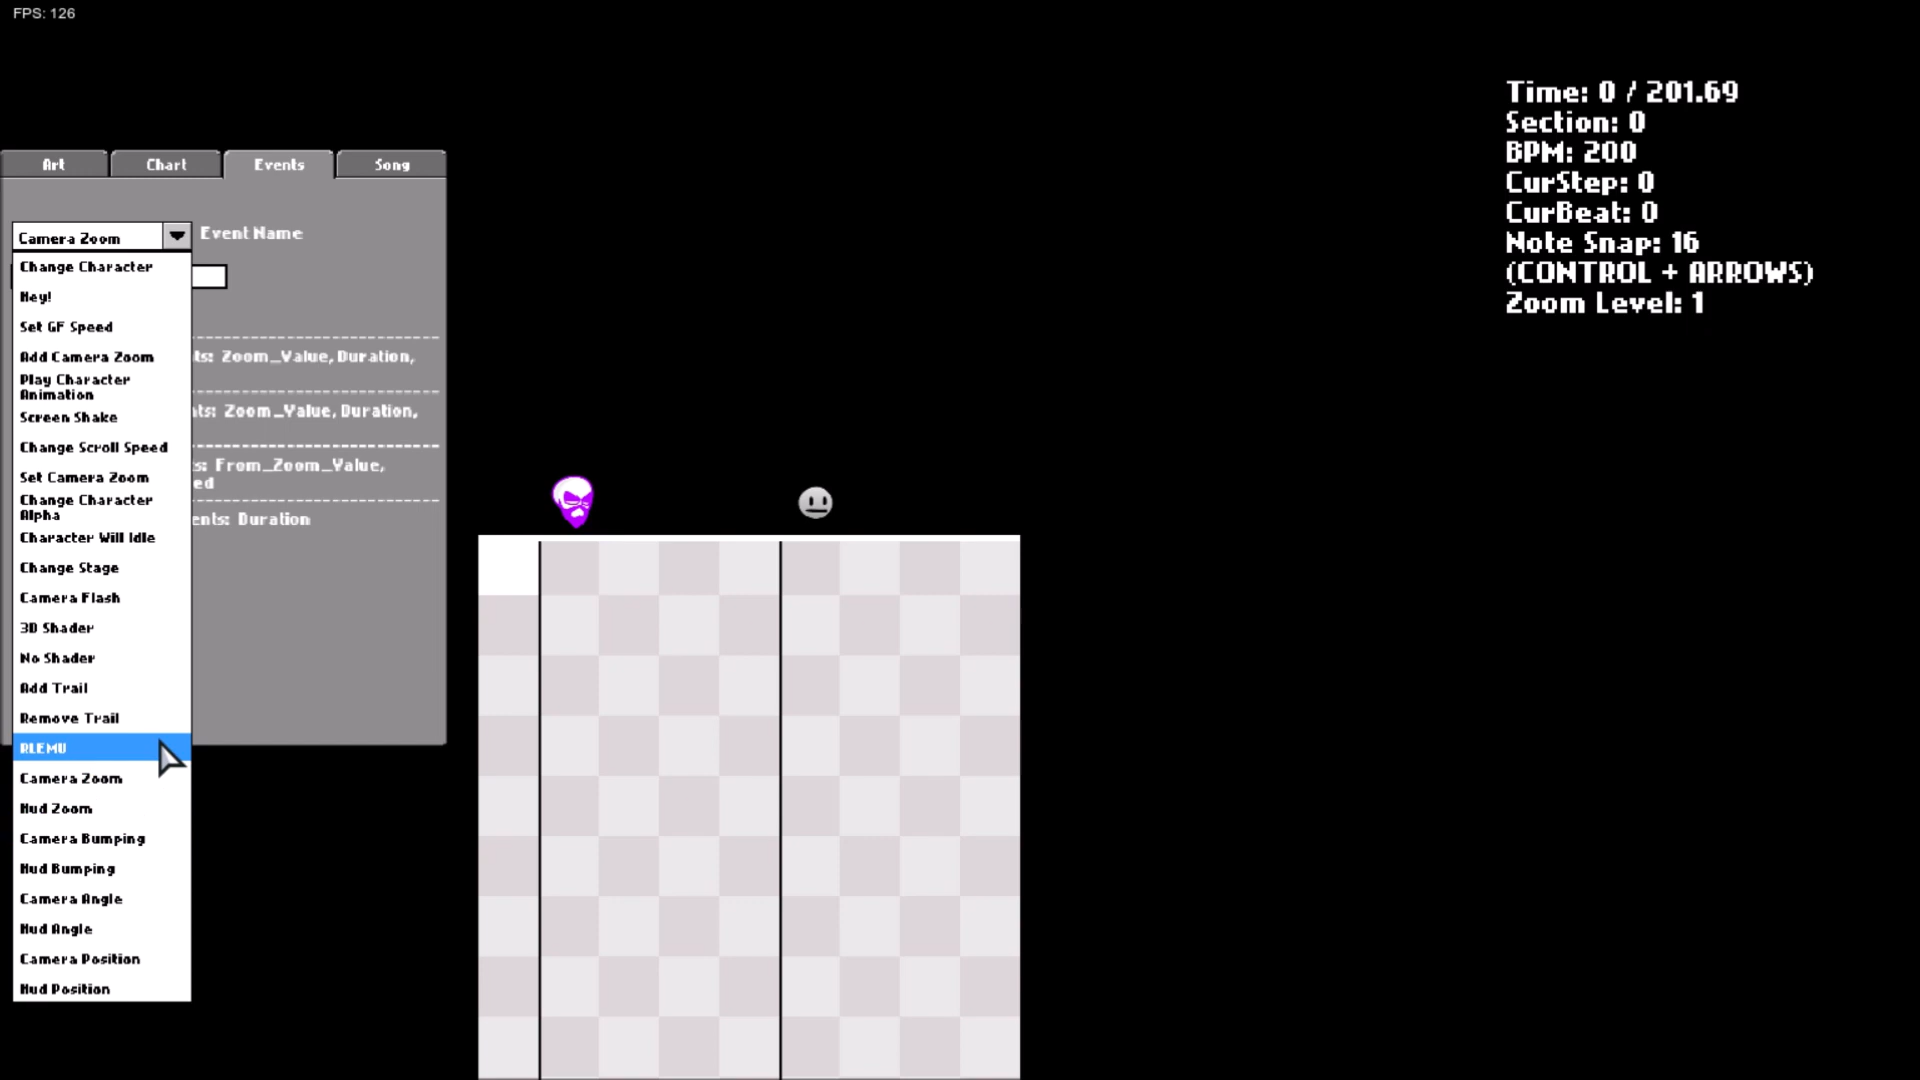 FPS: 126
Time: 0 / 201.69
Section: 0
BPM: 200
CurStep: 0
CurBeat: 0
Note Snap: 16
(CONTROL + ARROWS)
Zoom Level: 1
Art
Chart
Events
Song
Camera Zoom
Event Name
Change Character
Hey!
Set GF Speed
Add Camera Zoom
Play Character
Animation
Screen Shake
Change Scroll Speed
Set Camera Zoom
Change Character
Alpha
Character Will Idle
Change Stage
Camera Flash
3D Shader
No Shader
Add Trail
Remove Trail
RLEMU
Camera Zoom
Hud Zoom
Camera Bumping
Hud Bumping
Camera Angle
Hud Angle
Camera Position
Hud Position
ts: Zoom_Value, Duration,
nts: Zoom_Value, Duration,
s: From_Zoom_Value,
ed
ents: Duration